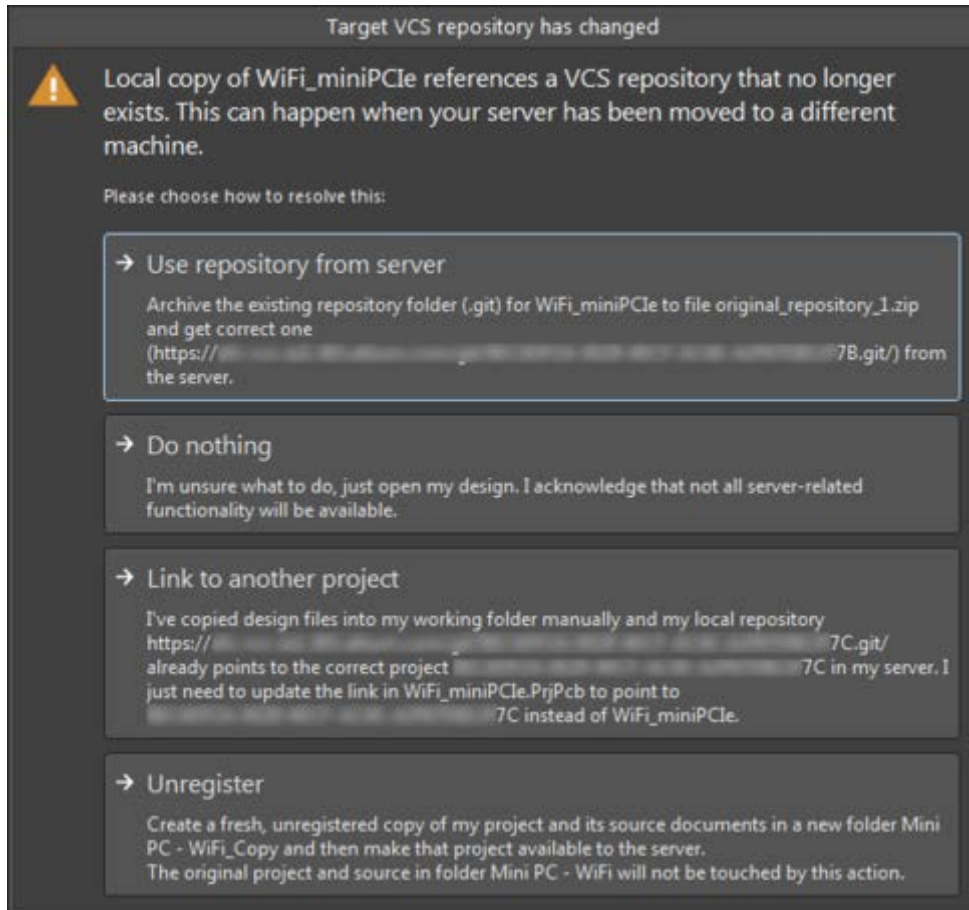 Target VCS repository has changed
Local copy of WiFi_miniPCIe references a VCS repository that no longer
exists. This can happen when your server has been moved to a different
machine.
Please choose how to resolve this:
→ Use repository from server
Archive the existing repository folder (.git) for WiFi_miniPCIe to file original_repository_1.zip
and get correct one
(https:// 7B.git/) from
the server.
→ Do nothing
I'm unsure what to do, just open my design. I acknowledge that not all server-related
functionality will be available.
→ Link to another project
I've copied design files into my working folder manually and my local repository
https:// 7C.git/
already points to the correct project 7C in my server. I
just need to update the link in WiFi_miniPCIe.PrjPcb to point to
7C instead of WiFi_miniPCIe.
→ Unregister
Create a fresh, unregistered copy of my project and its source documents in a new folder Mini
PC - WiFi_Copy and then make that project available to the server.
The original project and source in folder Mini PC - WiFi will not be touched by this action.